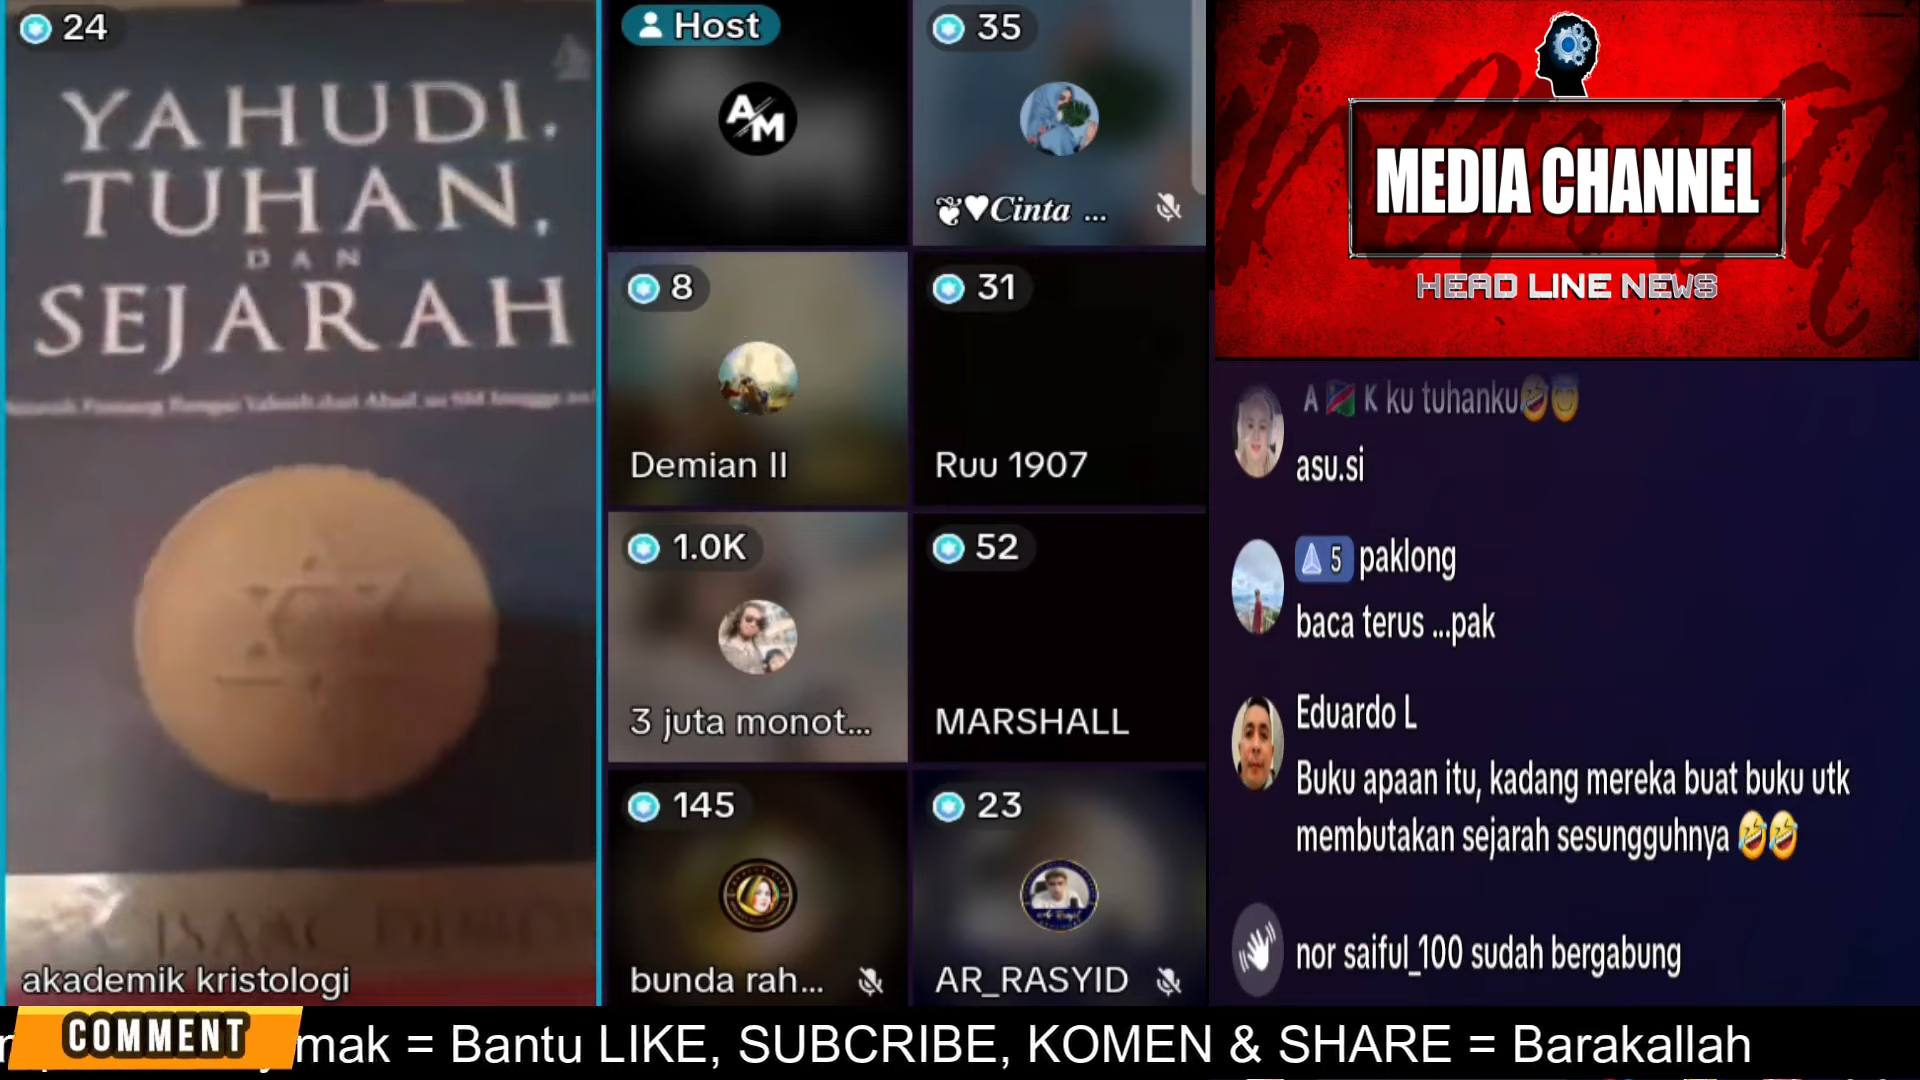 24
YAHUDI,
TUHAN,
DAN
SEJARAH
akademik kristologi
Host
AM
35
Cinta ...
8
Demian II
31
Ruu 1907
1.0K
3 juta monot...
52
MARSHALL
145
bunda rah...
23
AR_RASYID
MEDIA CHANNEL
HEAD LINE NEWS
A 🇳🇦 K ku tuhanku🤣😇
asu.si
5 paklong
baca terus ...pak
Eduardo L
Buku apaan itu, kadang mereka buat buku utk
membutakan sejarah sesungguhnya 🤣🤣
nor saiful_100 sudah bergabung
COMMENT
mak = Bantu LIKE, SUBCRIBE, KOMEN & SHARE = Barakallah